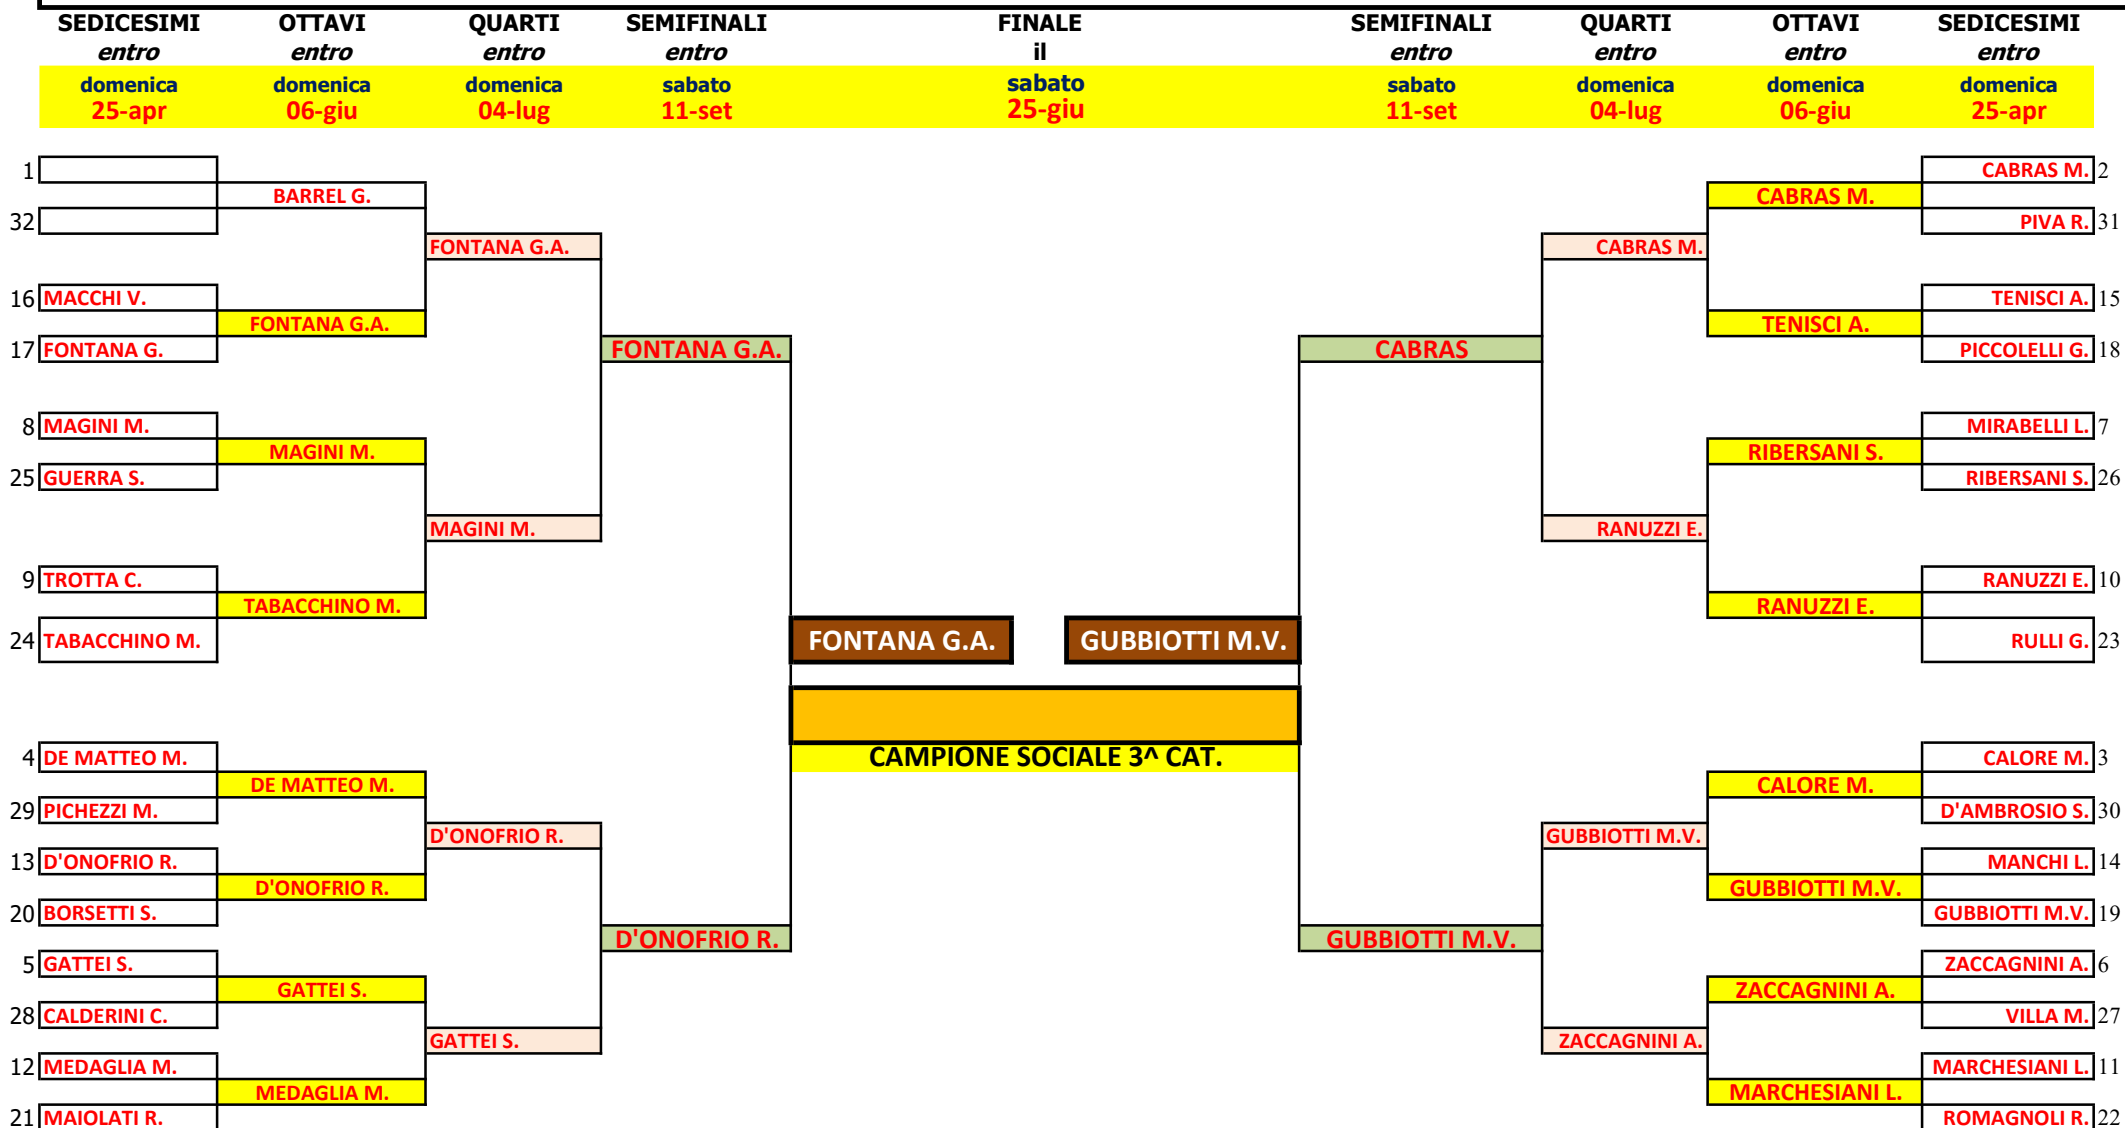 SEDICESIMI OTTAVI QUARTI SEMIFINALI FINALE SEMIFINALI QUARTI OTTAVI SEDICESIMI
entro entro entro entro il entro entro entro entro
domenica domenica domenica sabato sabato sabato domenica domenica domenica
25-apr 06-giu 04-lug 11-set 25-giu 11-set 04-lug 06-giu 25-apr
1 CABRAS M. 2
BARREL G. CABRAS M.
32 PIVA R. 31
FONTANA G.A. CABRAS M.
16 MACCHI V. TENISCI A. 15
FONTANA G.A. TENISCI A.
17 FONTANA G. FONTANA G.A. CABRAS PICCOLELLI G. 18
8 MAGINI M. MIRABELLI L. 7
MAGINI M. RIBERSANI S.
25 GUERRA S. RIBERSANI S. 26
MAGINI M. RANUZZI E.
9 TROTTA C. RANUZZI E. 10
TABACCHINO M. RANUZZI E.
24 TABACCHINO M. FONTANA G.A. GUBBIOTTI M.V. RULLI G. 23
4 DE MATTEO M. CAMPIONE SOCIALE 3^ CAT. CALORE M. 3
DE MATTEO M. CALORE M.
29 PICHEZZI M. D'AMBROSIO S. 30
D'ONOFRIO R. GUBBIOTTI M.V.
13 D'ONOFRIO R. MANCHI L. 14
D'ONOFRIO R. GUBBIOTTI M.V.
20 BORSETTI S. GUBBIOTTI M.V. 19
D'ONOFRIO R. GUBBIOTTI M.V.
5 GATTEI S. ZACCAGNINI A. 6
GATTEI S. ZACCAGNINI A.
28 CALDERINI C. VILLA M. 27
GATTEI S. ZACCAGNINI A.
12 MEDAGLIA M. MARCHESIANI L. 11
MEDAGLIA M. MARCHESIANI L.
21 MAIOLATI R. ROMAGNOLI R. 22